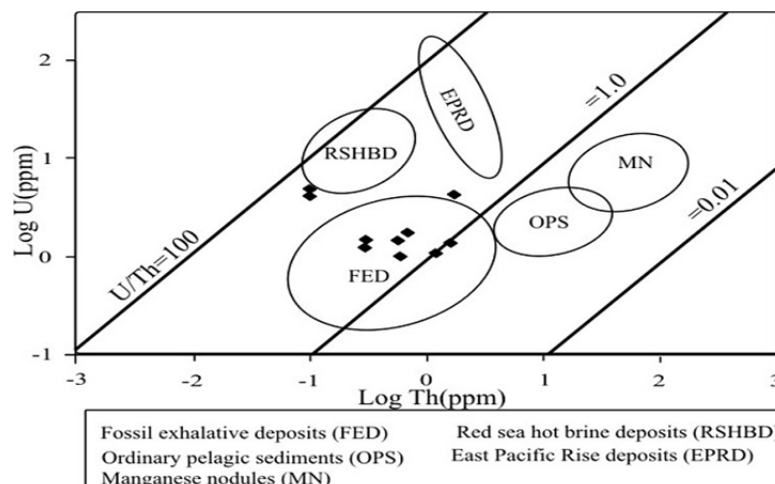 2
EPRD
=1.0
RSHBD
Log U(ppm)
1
MN
OPS
=0.01
0
U/Th=100
FED
-1
-3
-2
-1
0
1
2
3
Log Th(ppm)
Fossil exhalative deposits (FED)
Red sea hot brine deposits (RSHBD)
Ordinary pelagic sediments (OPS)
East Pacific Rise deposits (EPRD)
Manganese nodules (MN)